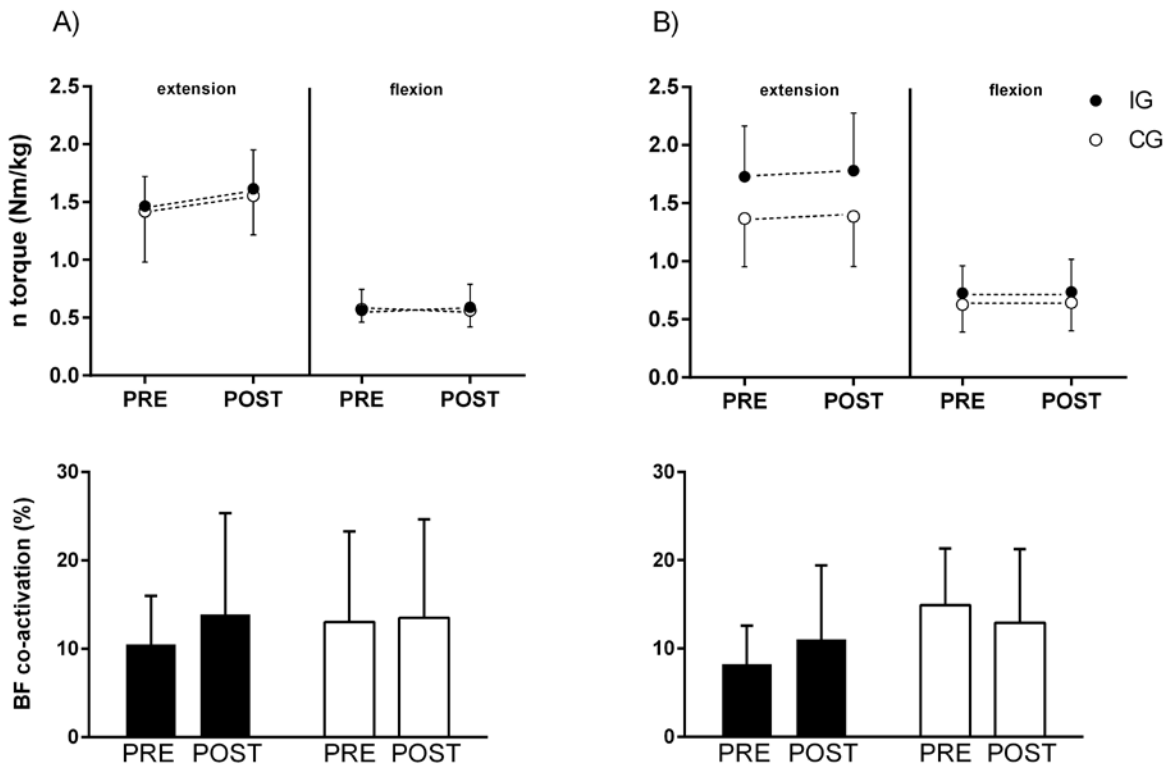 A)
B)
n torque (Nm/kg)
2.5
2.0
1.5
1.0
0.5
0.0
extension
flexion
PRE
POST
PRE
POST
2.5
2.0
1.5
1.0
0.5
0.0
extension
flexion
PRE
POST
PRE
POST
IG
CG
BF co-activation (%)
30
20
10
0
PRE
POST
PRE
POST
30
20
10
0
PRE
POST
PRE
POST